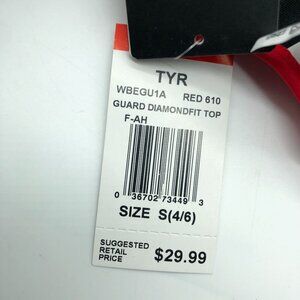 TYR
WBEGU1A RED 610
GUARD DIAMONDFIT TOP
F-AH
0 36702 73449 3
SIZE S(4/6)
SUGGESTED
RETAIL
PRICE
$29.99